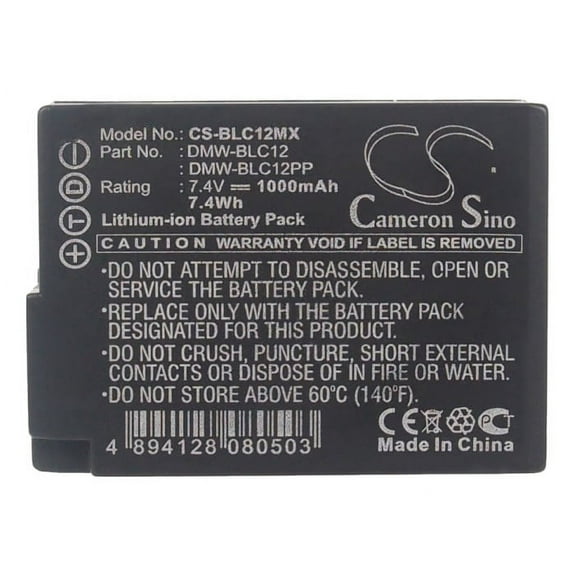 Model No.: CS-BLC12MX
Part No. : DMW-BLC12
DMW-BLC12PP
Rating : 7.4V 1000mAh
7.4Wh
Lithium-ion Battery Pack
CS
Cameron Sino
+ T D -
CAUTION : WARRANTY VOID IF LABEL IS REMOVED!
•DO NOT ATTEMPT TO DISASSEMBLE, OPEN OR
SERVICE THE BATTERY PACK.
•REPLACE ONLY WITH THE BATTERY PACK
DESIGNATED FOR THIS PRODUCT.
•DO NOT CRUSH, PUNCTURE, SHORT EXTERNAL
CONTACTS OR DISPOSE OF IN FIRE OR WATER.
•DO NOT STORE ABOVE 60°C (140°F).
4 894128 080503
CE PCT
Made In China